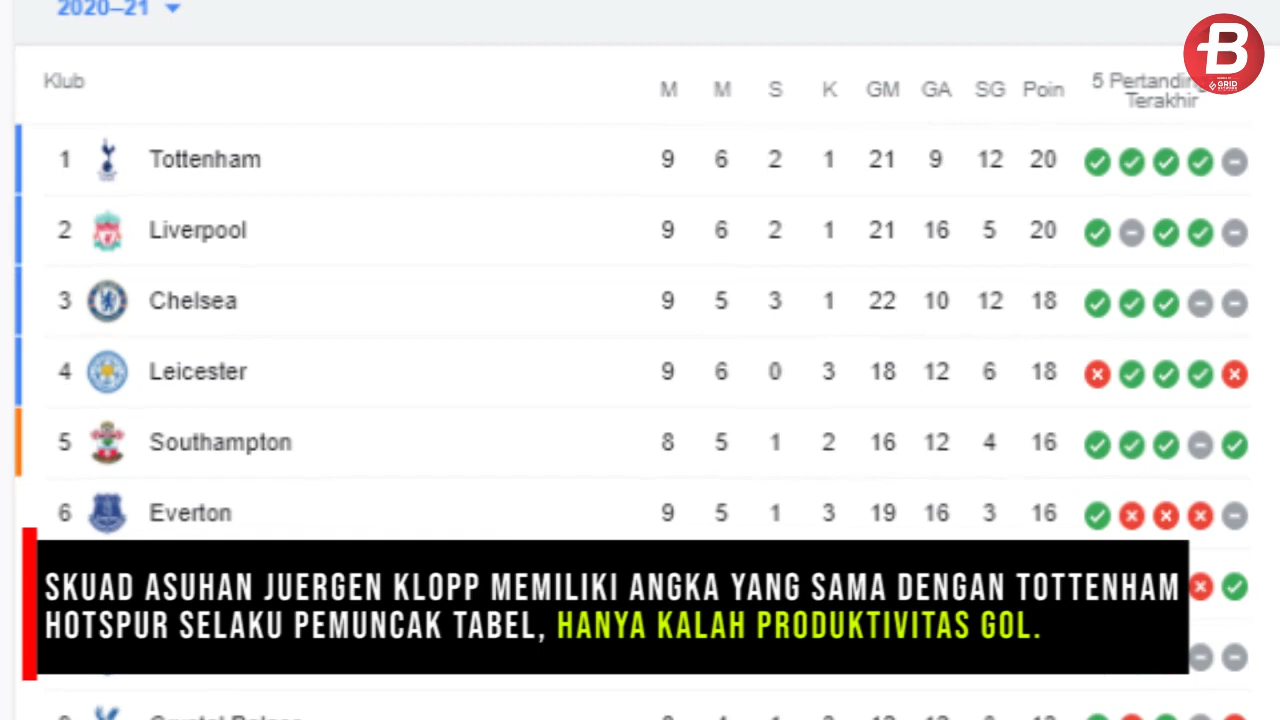 2020–21
Klub M M S K GM GA SG Poin 5 Pertanding
Terakhir
B
GRID
1 Tottenham 9 6 2 1 21 9 12 20
2 Liverpool 9 6 2 1 21 16 5 20
3 Chelsea 9 5 3 1 22 10 12 18
4 Leicester 9 6 0 3 18 12 6 18
5 Southampton 8 5 1 2 16 12 4 16
6 Everton 9 5 1 3 19 16 3 16
SKUAD ASUHAN JUERGEN KLOPP MEMILIKI ANGKA YANG SAMA DENGAN TOTTENHAM
HOTSPUR SELAKU PEMUNCAK TABEL, HANYA KALAH PRODUKTIVITAS GOL.